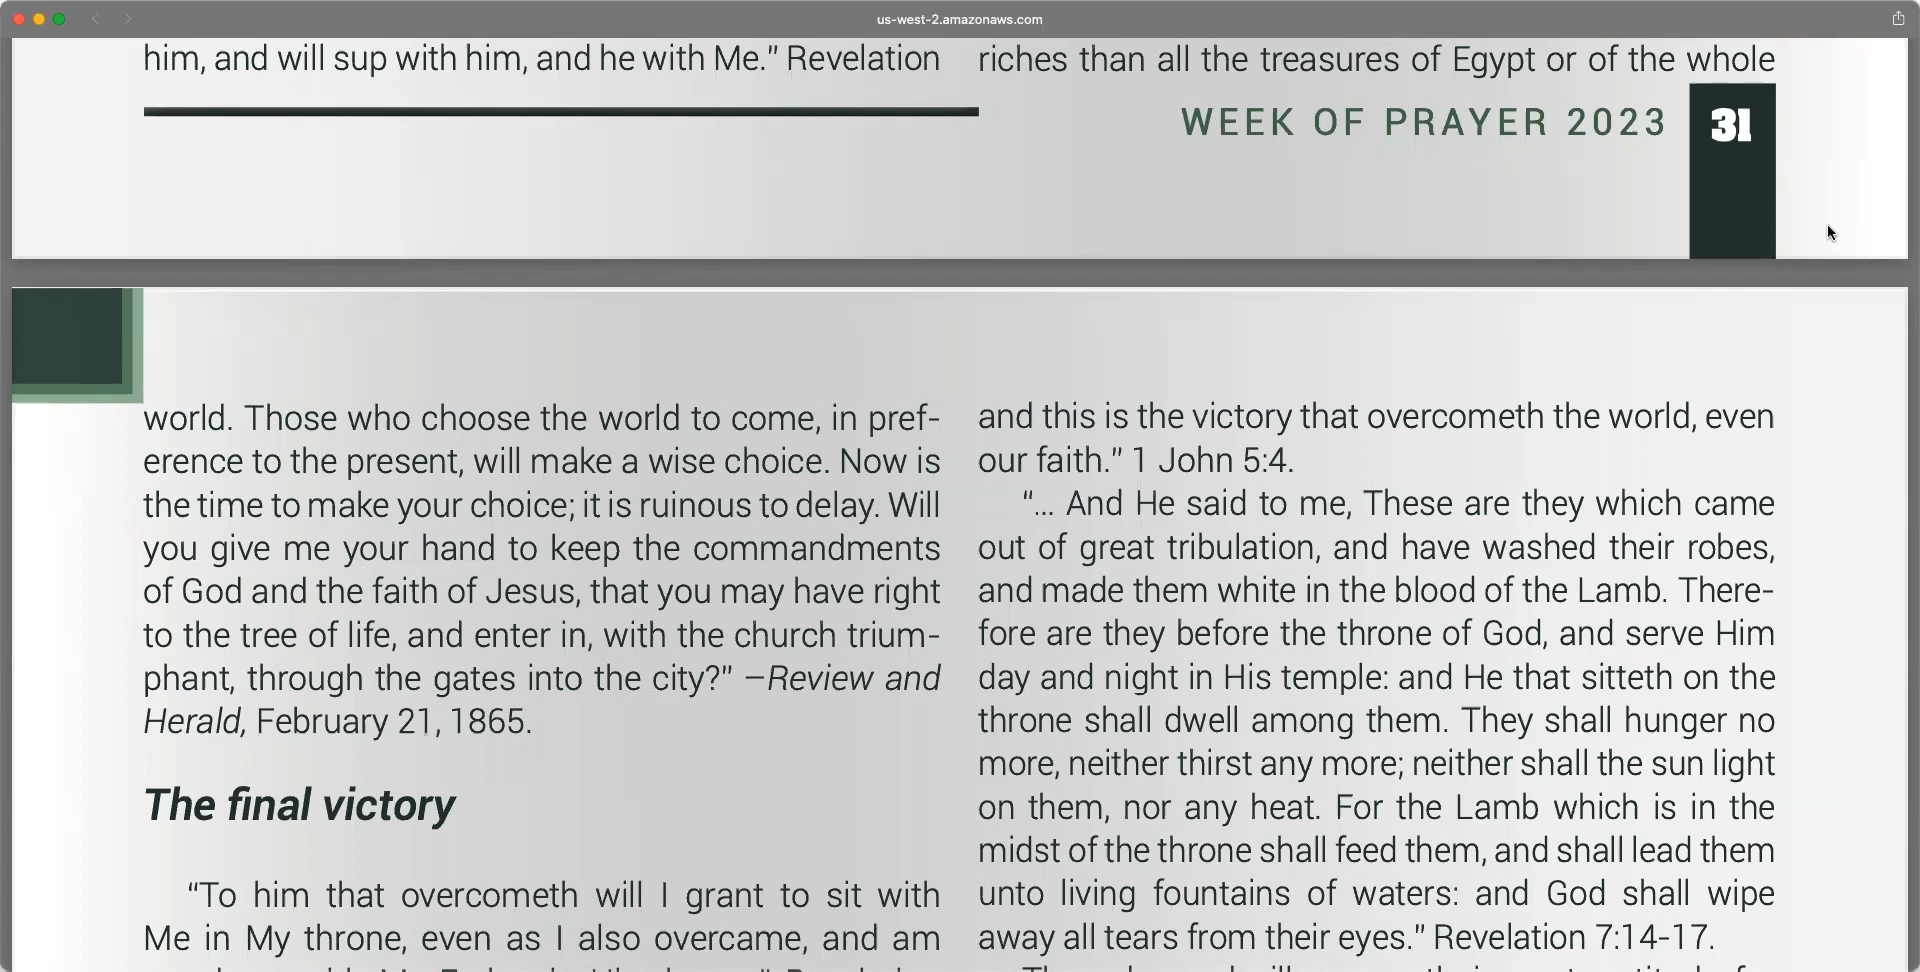 us-west-2.amazonaws.com
him, and will sup with him, and he with Me.” Revelation
riches than all the treasures of Egypt or of the whole
WEEK OF PRAYER 2023
31
world. Those who choose the world to come, in pref-
erence to the present, will make a wise choice. Now is
the time to make your choice; it is ruinous to delay. Will
you give me your hand to keep the commandments
of God and the faith of Jesus, that you may have right
to the tree of life, and enter in, with the church trium-
phant, through the gates into the city?” –Review and
Herald, February 21, 1865.
The final victory
“To him that overcometh will I grant to sit with
Me in My throne, even as I also overcame, and am
and this is the victory that overcometh the world, even
our faith.” 1 John 5:4.
“... And He said to me, These are they which came
out of great tribulation, and have washed their robes,
and made them white in the blood of the Lamb. There-
fore are they before the throne of God, and serve Him
day and night in His temple: and He that sitteth on the
throne shall dwell among them. They shall hunger no
more, neither thirst any more; neither shall the sun light
on them, nor any heat. For the Lamb which is in the
midst of the throne shall feed them, and shall lead them
unto living fountains of waters: and God shall wipe
away all tears from their eyes.” Revelation 7:14-17.